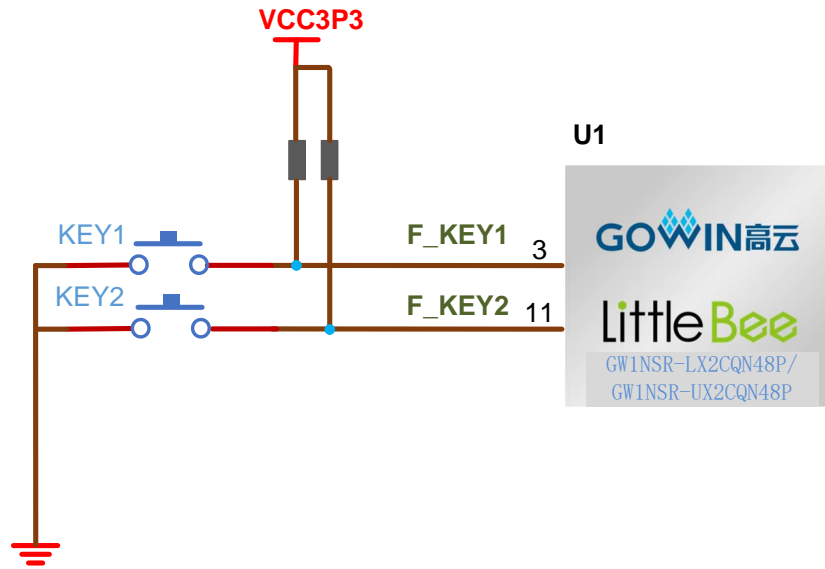 VCC3P3
U1
KEY1
F_KEY1
3
GOWIN高云
KEY2
F_KEY2
11
LittleBee
GW1NSR-LX2CQN48P/
GW1NSR-UX2CQN48P